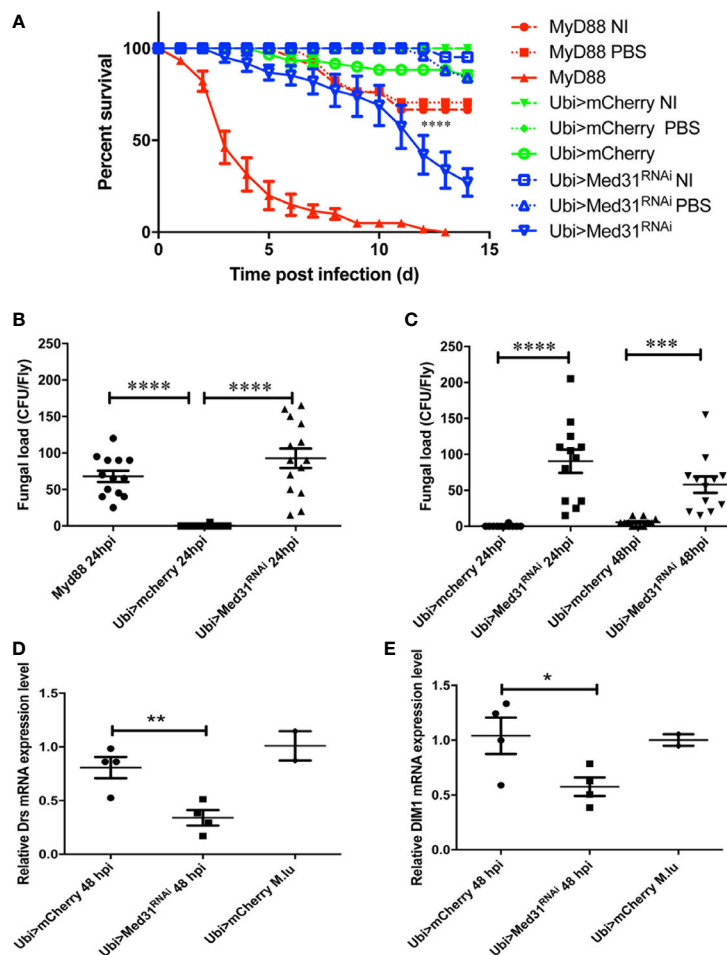 A
Percent survival
100
50
0
0 5 10 15
Time post infection (d)
****
MyD88 NI
MyD88 PBS
MyD88
Ubi>mCherry NI
Ubi>mCherry PBS
Ubi>mCherry
Ubi>Med31RNAi NI
Ubi>Med31RNAi PBS
Ubi>Med31RNAi
B
Fungal load (CFU/Fly)
250
200
150
100
50
0
**** ****
Myd88 24hpi
Ubi>mcherry 24hpi
Ubi>Med31RNAi 24hpi
C
Fungal load (CFU/Fly)
250
200
150
100
50
0
**** ***
Ubi>mcherry 24hpi
Ubi>Med31RNAi 24hpi
Ubi>mcherry 48hpi
Ubi>Med31RNAi 48hpi
D
Relative Drs mRNA expression level
1.5
1.0
0.5
0.0
**
Ubi>mCherry 48 hpi
Ubi>Med31RNAi 48 hpi
Ubi>mCherry M.lu
E
Relative DIM1 mRNA expression level
1.5
1.0
0.5
0.0
*
Ubi>mCherry 48 hpi
Ubi>Med31RNAi 48 hpi
Ubi>mCherry M.lu